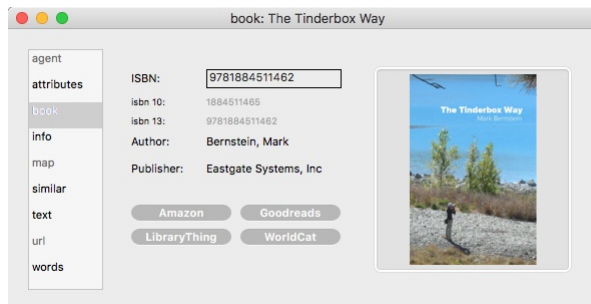 book: The Tinderbox Way
agent
attributes
book
info
map
similar
text
url
words
ISBN: 9781884511462
isbn 10: 1884511465
isbn 13: 9781884511462
Author: Bernstein, Mark
Publisher: Eastgate Systems, Inc
Amazon Goodreads
LibraryThing WorldCat
The Tinderbox Way
Mark Bernstein